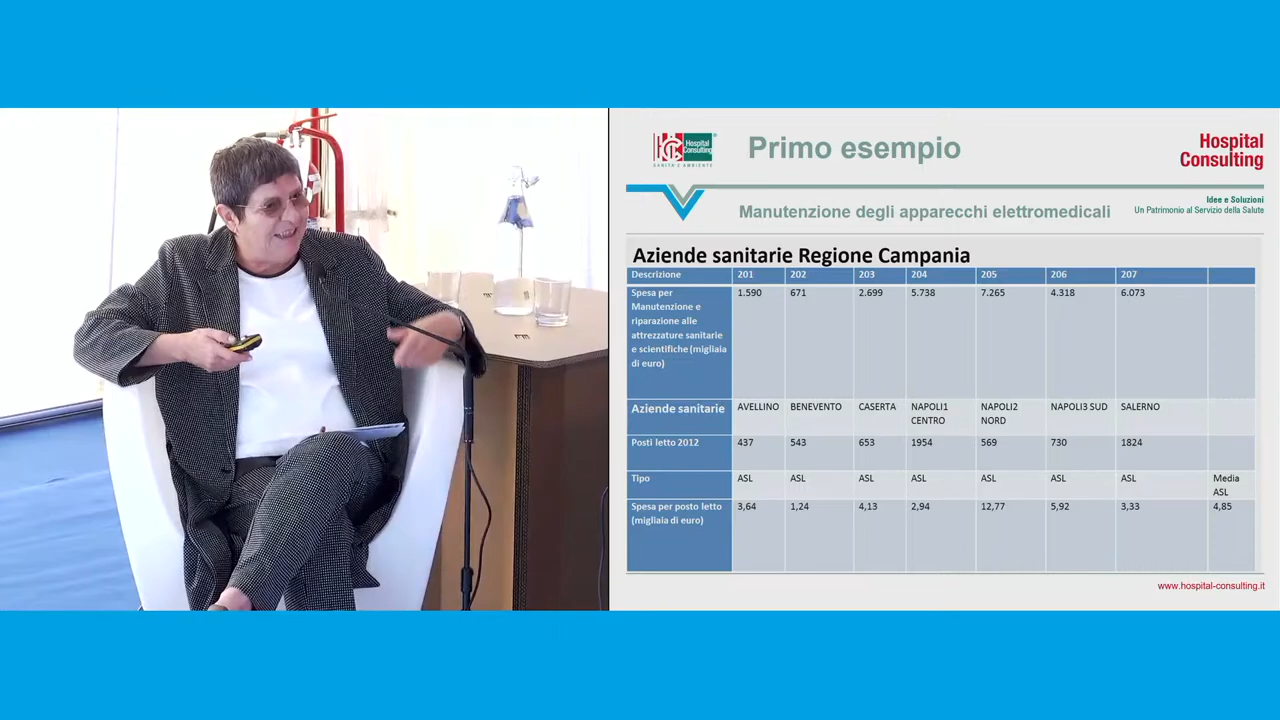 Hospital
Consulting
SANITÀ E AMBIENTE
Primo esempio
Hospital
Consulting
Idee e Soluzioni
Un Patrimonio al Servizio della Salute
Manutenzione degli apparecchi elettromedicali
Aziende sanitarie Regione Campania
Descrizione 201 202 203 204 205 206 207
Spesa per 1.590 671 2.699 5.738 7.265 4.318 6.073
Manutenzione e
riparazione alle
attrezzature sanitarie
e scientifiche (migliaia
di euro)
Aziende sanitarie AVELLINO BENEVENTO CASERTA NAPOLI1 NAPOLI2 NAPOLI3 SUD SALERNO
CENTRO NORD
Posti letto 2012 437 543 653 1954 569 730 1824
Tipo ASL ASL ASL ASL ASL ASL ASL Media
ASL
Spesa per posto letto 3,64 1,24 4,13 2,94 12,77 5,92 3,33 4,85
(migliaia di euro)
www.hospital-consulting.it